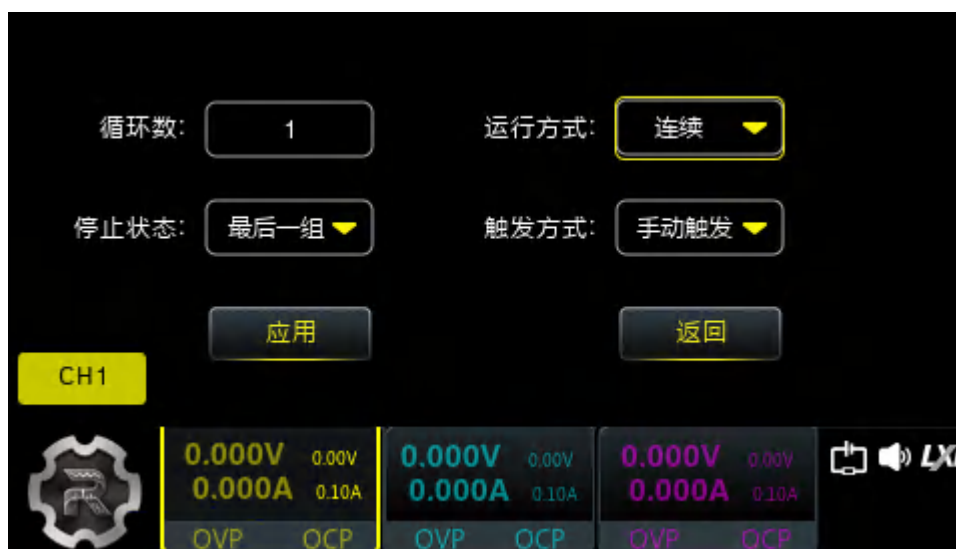 循环数: 1 运行方式: 连续
停止状态: 最后一组 触发方式: 手动触发
应用 返回
CH1
0.000V 0.00V 0.000V 0.00V 0.000V 0.00V
0.000A 0.10A 0.000A 0.10A 0.000A 0.10A
OVP OCP OVP OCP OVP OCP
R